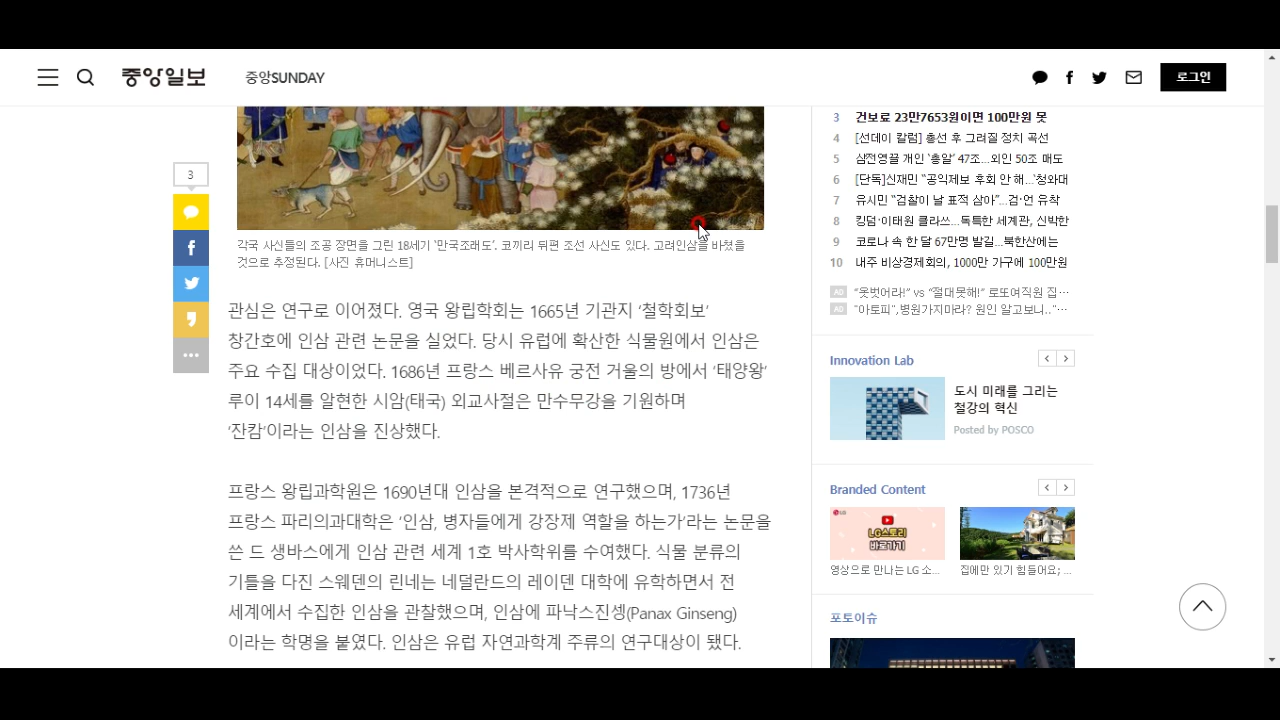 중앙일보
중앙SUNDAY
로그인
3
각국 사신들의 조공 장면을 그린 18세기 '만국조래도'. 코끼리 뒤편 조선 사신도 있다. 고려인삼을 바쳤을
것으로 추정된다. [사진 휴머니스트]
관심은 연구로 이어졌다. 영국 왕립학회는 1665년 기관지 ‘철학회보’
창간호에 인삼 관련 논문을 실었다. 당시 유럽에 확산한 식물원에서 인삼은
주요 수집 대상이었다. 1686년 프랑스 베르사유 궁전 거울의 방에서 ‘태양왕’
루이 14세를 알현한 시암(태국) 외교사절은 만수무강을 기원하며
‘잔캄’이라는 인삼을 진상했다.
프랑스 왕립과학원은 1690년대 인삼을 본격적으로 연구했으며, 1736년
프랑스 파리의과대학은 ‘인삼, 병자들에게 강장제 역할을 하는가’라는 논문을
쓴 드 생바스에게 인삼 관련 세계 1호 박사학위를 수여했다. 식물 분류의
기틀을 다진 스웨덴의 린네는 네덜란드의 레이덴 대학에 유학하면서 전
세계에서 수집한 인삼을 관찰했으며, 인삼에 파낙스진셍(Panax Ginseng)
이라는 학명을 붙였다. 인삼은 유럽 자연과학계 주류의 연구대상이 됐다.
3 건보료 23만7653원이면 100만원 못
4 [선데이 칼럼] 총선 후 그려질 정치 곡선
5 삼전영끌 개인 '총알' 47조…외인 50조 매도
6 [단독]신재민 “공익제보 후회 안 해…'청와대
7 유시민 “검찰이 날 표적 삼아”…검·언 유착
8 킹덤·이태원 클라쓰…독특한 세계관, 신박한
9 코로나 속 한 달 67만명 발길…북한산에는
10 내주 비상경제회의, 1000만 가구에 100만원
AD “옷벗어라!” vs “절대못해!” 로또여직원 집…
AD "아토피",병원가지마라? 원인 알고보니.."…
Innovation Lab
도시 미래를 그리는
철강의 혁신
Posted by POSCO
Branded Content
LG
LG스토리
바로가기
영상으로 만나는 LG 소...
집에만 있기 힘들어요; ...
포토이슈